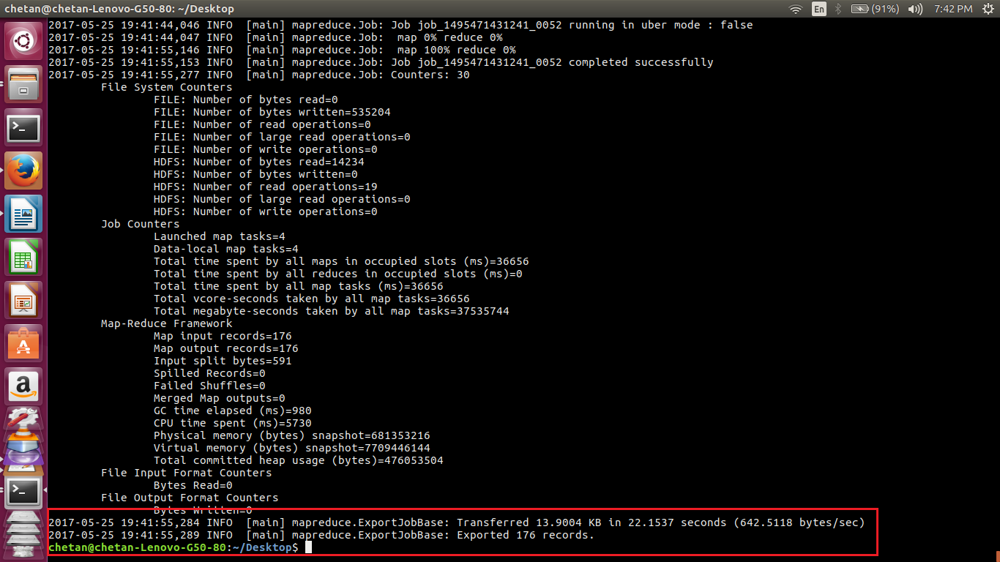 chetan@chetan-Lenovo-G50-80: ~/Desktop
En
(91%)
7:42 PM
2017-05-25 19:41:44,046 INFO  [main] mapreduce.Job: Job job_1495471431241_0052 running in uber mode : false
2017-05-25 19:41:44,047 INFO  [main] mapreduce.Job:  map 0% reduce 0%
2017-05-25 19:41:55,146 INFO  [main] mapreduce.Job:  map 100% reduce 0%
2017-05-25 19:41:55,153 INFO  [main] mapreduce.Job: Job job_1495471431241_0052 completed successfully
2017-05-25 19:41:55,277 INFO  [main] mapreduce.Job: Counters: 30
File System Counters
FILE: Number of bytes read=0
FILE: Number of bytes written=535204
FILE: Number of read operations=0
FILE: Number of large read operations=0
FILE: Number of write operations=0
HDFS: Number of bytes read=14234
HDFS: Number of bytes written=0
HDFS: Number of read operations=19
HDFS: Number of large read operations=0
HDFS: Number of write operations=0
Job Counters
Launched map tasks=4
Data-local map tasks=4
Total time spent by all maps in occupied slots (ms)=36656
Total time spent by all reduces in occupied slots (ms)=0
Total time spent by all map tasks (ms)=36656
Total vcore-seconds taken by all map tasks=36656
Total megabyte-seconds taken by all map tasks=37535744
Map-Reduce Framework
Map input records=176
Map output records=176
Input split bytes=591
Spilled Records=0
Failed Shuffles=0
Merged Map outputs=0
GC time elapsed (ms)=980
CPU time spent (ms)=5730
Physical memory (bytes) snapshot=681353216
Virtual memory (bytes) snapshot=7709446144
Total committed heap usage (bytes)=476053504
File Input Format Counters
Bytes Read=0
File Output Format Counters
Bytes Written=0
2017-05-25 19:41:55,284 INFO  [main] mapreduce.ExportJobBase: Transferred 13.9004 KB in 22.1537 seconds (642.5118 bytes/sec)
2017-05-25 19:41:55,289 INFO  [main] mapreduce.ExportJobBase: Exported 176 records.
chetan@chetan-Lenovo-G50-80:~/Desktop$